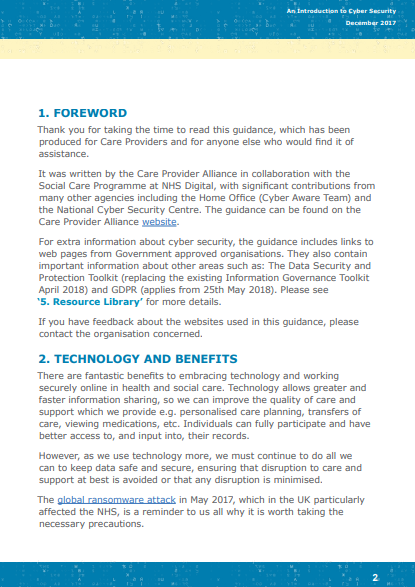 An Introduction to Cyber Security
December 2017
1. FOREWORD
Thank you for taking the time to read this guidance, which has been
produced for Care Providers and for anyone else who would find it of
assistance.
It was written by the Care Provider Alliance in collaboration with the
Social Care Programme at NHS Digital, with significant contributions from
many other agencies including the Home Office (Cyber Aware Team) and
the National Cyber Security Centre. The guidance can be found on the
Care Provider Alliance website.
For extra information about cyber security, the guidance includes links to
web pages from Government approved organisations. They also contain
important information about other areas such as: The Data Security and
Protection Toolkit (replacing the existing Information Governance Toolkit
April 2018) and GDPR (applies from 25th May 2018). Please see
‘5. Resource Library’ for more details.
If you have feedback about the websites used in this guidance, please
contact the organisation concerned.
2. TECHNOLOGY AND BENEFITS
There are fantastic benefits to embracing technology and working
securely online in health and social care. Technology allows greater and
faster information sharing, so we can improve the quality of care and
support which we provide e.g. personalised care planning, transfers of
care, viewing medications, etc. Individuals can fully participate and have
better access to, and input into, their records.
However, as we use technology more, we must continue to do all we
can to keep data safe and secure, ensuring that disruption to care and
support at best is avoided or that any disruption is minimised.
The global ransomware attack in May 2017, which in the UK particularly
affected the NHS, is a reminder to us all why it is worth taking the
necessary precautions.
2